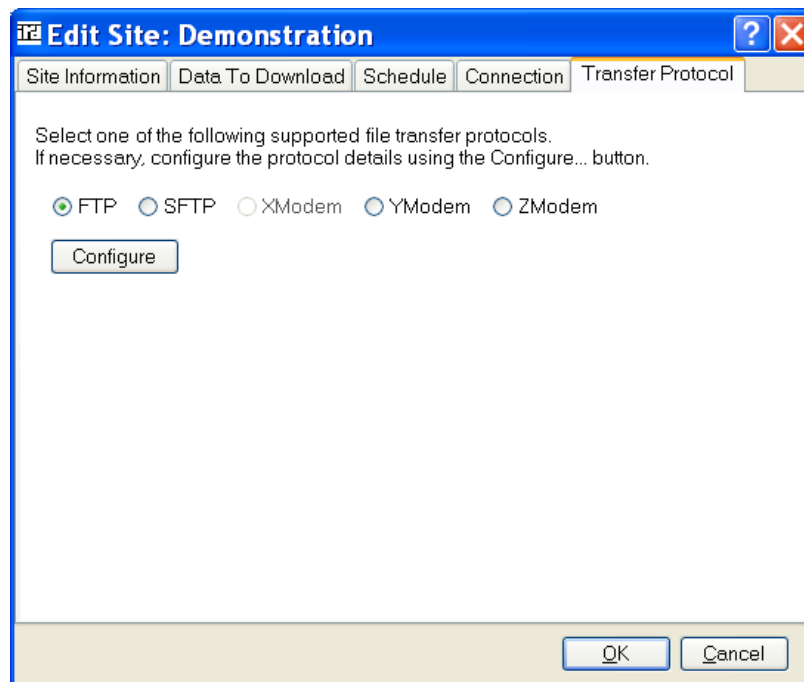 Edit Site: Demonstration ?
Site Information Data To Download Schedule Connection Transfer Protocol
Select one of the following supported file transfer protocols.
If necessary, configure the protocol details using the Configure... button.
FTP SFTP XModem YModem ZModem
Configure
OK Cancel